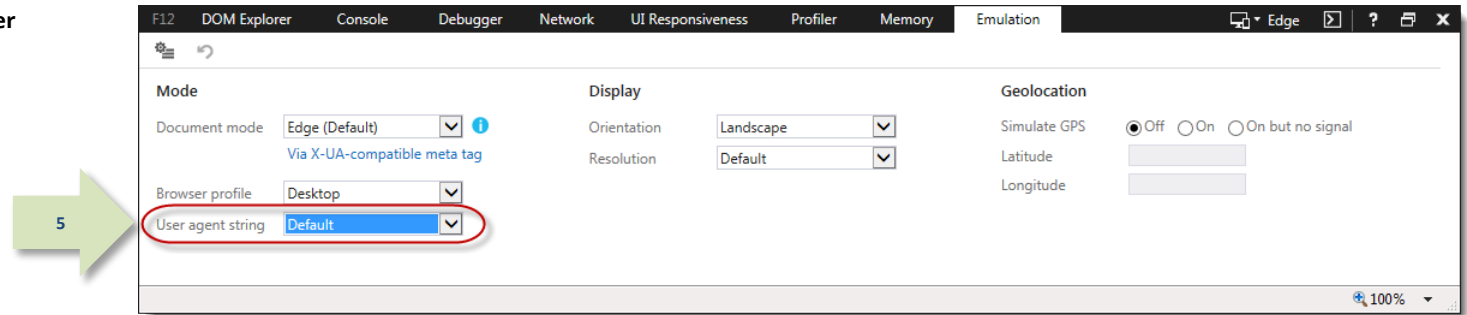 er
F12 DOM Explorer Console Debugger Network UI Responsiveness Profiler Memory Emulation Edge ? X
Mode Display Geolocation
Document mode Edge (Default) Orientation Landscape Simulate GPS Off On On but no signal
Via X-UA-compatible meta tag Resolution Default Latitude
Browser profile Desktop Longitude
5 User agent string Default
100%